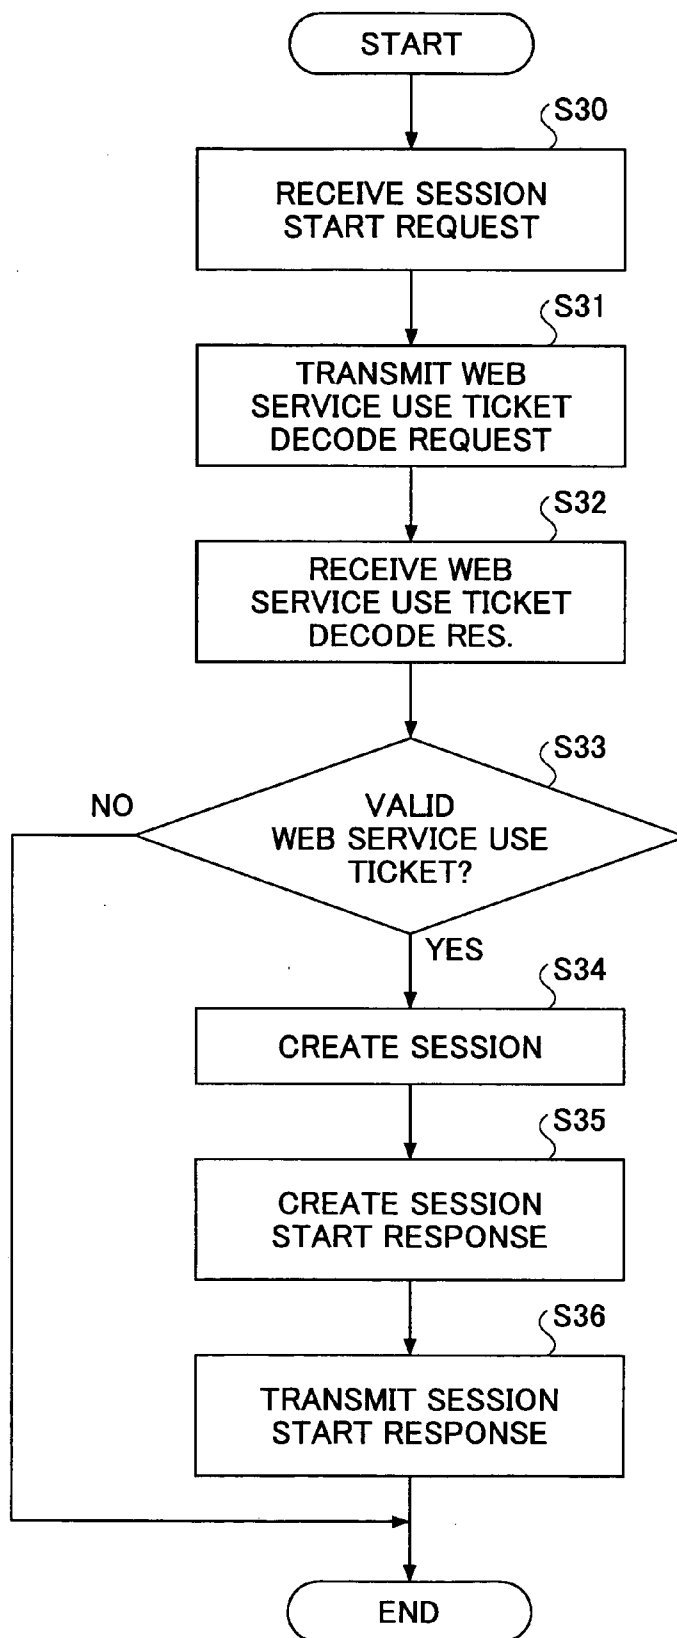 START
S30
RECEIVE SESSION
START REQUEST
S31
TRANSMIT WEB
SERVICE USE TICKET
DECODE REQUEST
S32
RECEIVE WEB
SERVICE USE TICKET
DECODE RES.
S33
NO
VALID
WEB SERVICE USE
TICKET?
YES
S34
CREATE SESSION
S35
CREATE SESSION
START RESPONSE
S36
TRANSMIT SESSION
START RESPONSE
END